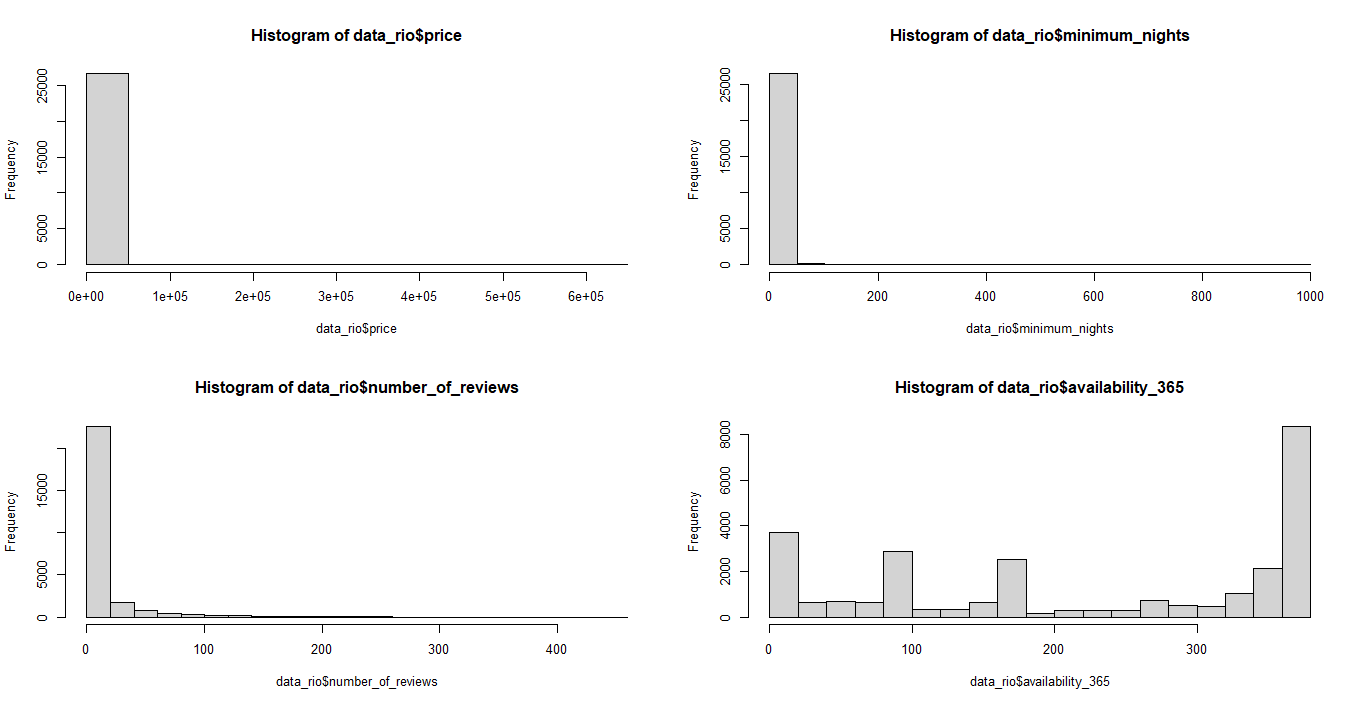 Histogram of data_rio$price
Frequency
0 5000 15000 25000
0e+00 1e+05 2e+05 3e+05 4e+05 5e+05 6e+05
data_rio$price
Histogram of data_rio$minimum_nights
Frequency
0 5000 15000 25000
0 200 400 600 800 1000
data_rio$minimum_nights
Histogram of data_rio$number_of_reviews
Frequency
0 5000 15000
0 100 200 300 400
data_rio$number_of_reviews
Histogram of data_rio$availability_365
Frequency
0 2000 4000 6000 8000
0 100 200 300
data_rio$availability_365